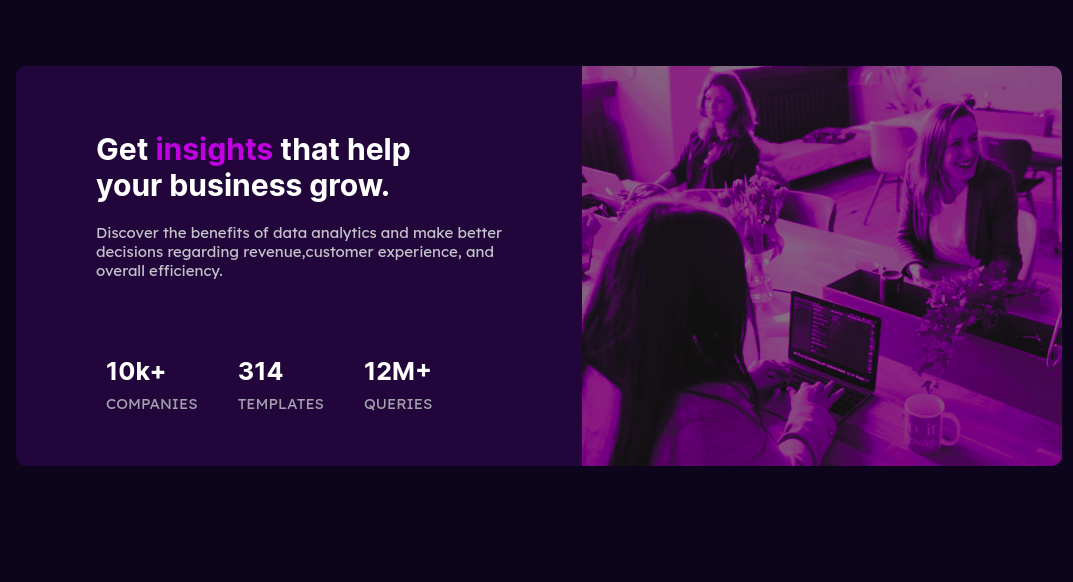 Get insights that help
your business grow.
Discover the benefits of data analytics and make better
decisions regarding revenue,customer experience, and
overall efficiency.
10k+ 314 12M+
COMPANIES TEMPLATES QUERIES